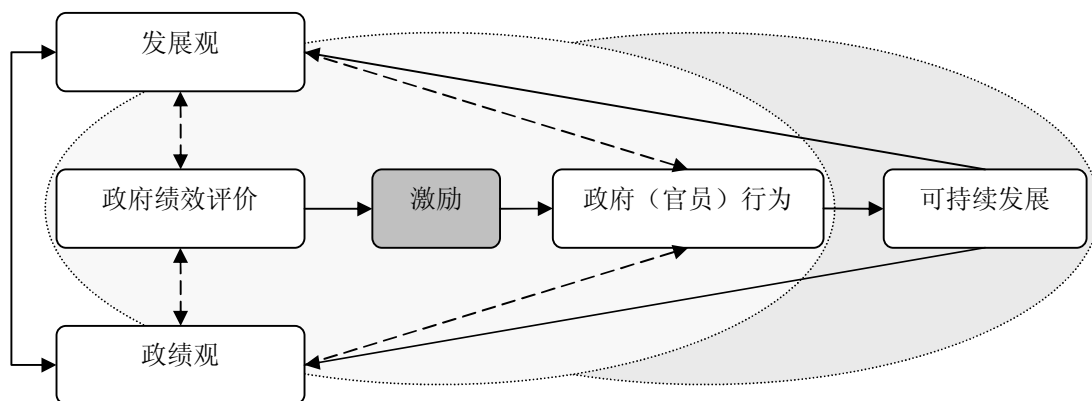 发展观
政府绩效评价
激励
政府（官员）行为
可持续发展
政绩观